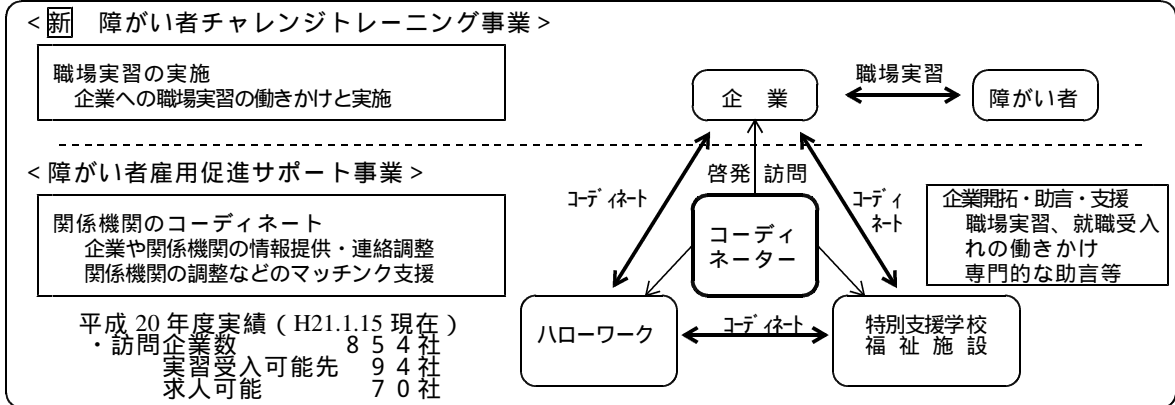 <新 障がい者チャレンジトレーニング事業>
職場実習の実施
企業への職場実習の働きかけと実施
企 業
職場実習
障がい者
<障がい者雇用促進サポート事業>
関係機関のコーディネート
企業や関係機関の情報提供・連絡調整
関係機関の調整などのマッチンク支援
平成20年度実績(H21.1.15現在)
・訪問企業数 854社
実習受入可能先 94社
求人可能 70社
コーディネート
啓発 訪問
コーディ
ネート
コーディ
ネーター
企業開拓・助言・支援
職場実習、就職受入
れの働きかけ
専門的な助言等
ハローワーク
コーディネート
特別支援学校
福 祉 施 設